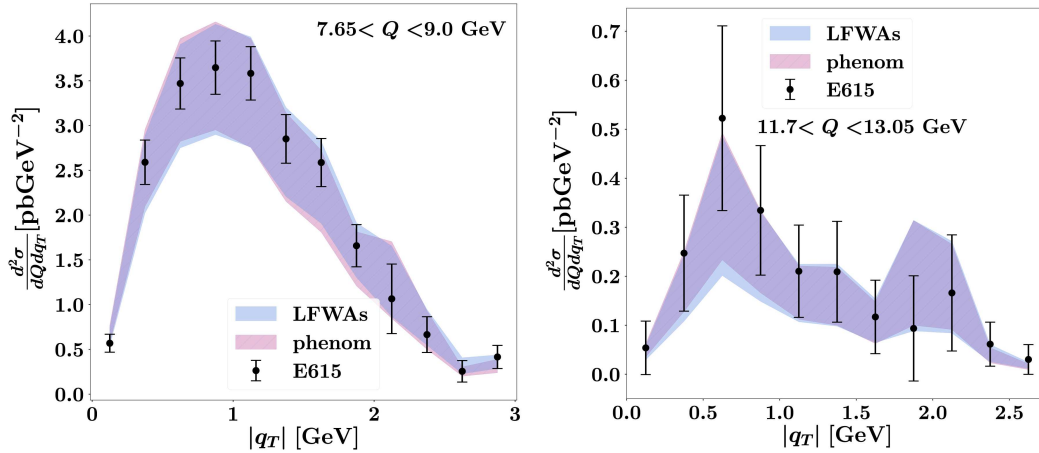 7.65< Q <9.0 GeV
d²σ/dQdq_T [pbGeV⁻²]
4.0
3.5
3.0
2.5
2.0
1.5
1.0
0.5
0.0
LFWAs
phenom
E615
0 1 2 3
|q_T| [GeV]
LFWAs
phenom
E615
11.7< Q <13.05 GeV
d²σ/dQdq_T [pbGeV⁻²]
0.7
0.6
0.5
0.4
0.3
0.2
0.1
0.0
0.0 0.5 1.0 1.5 2.0 2.5
|q_T| [GeV]